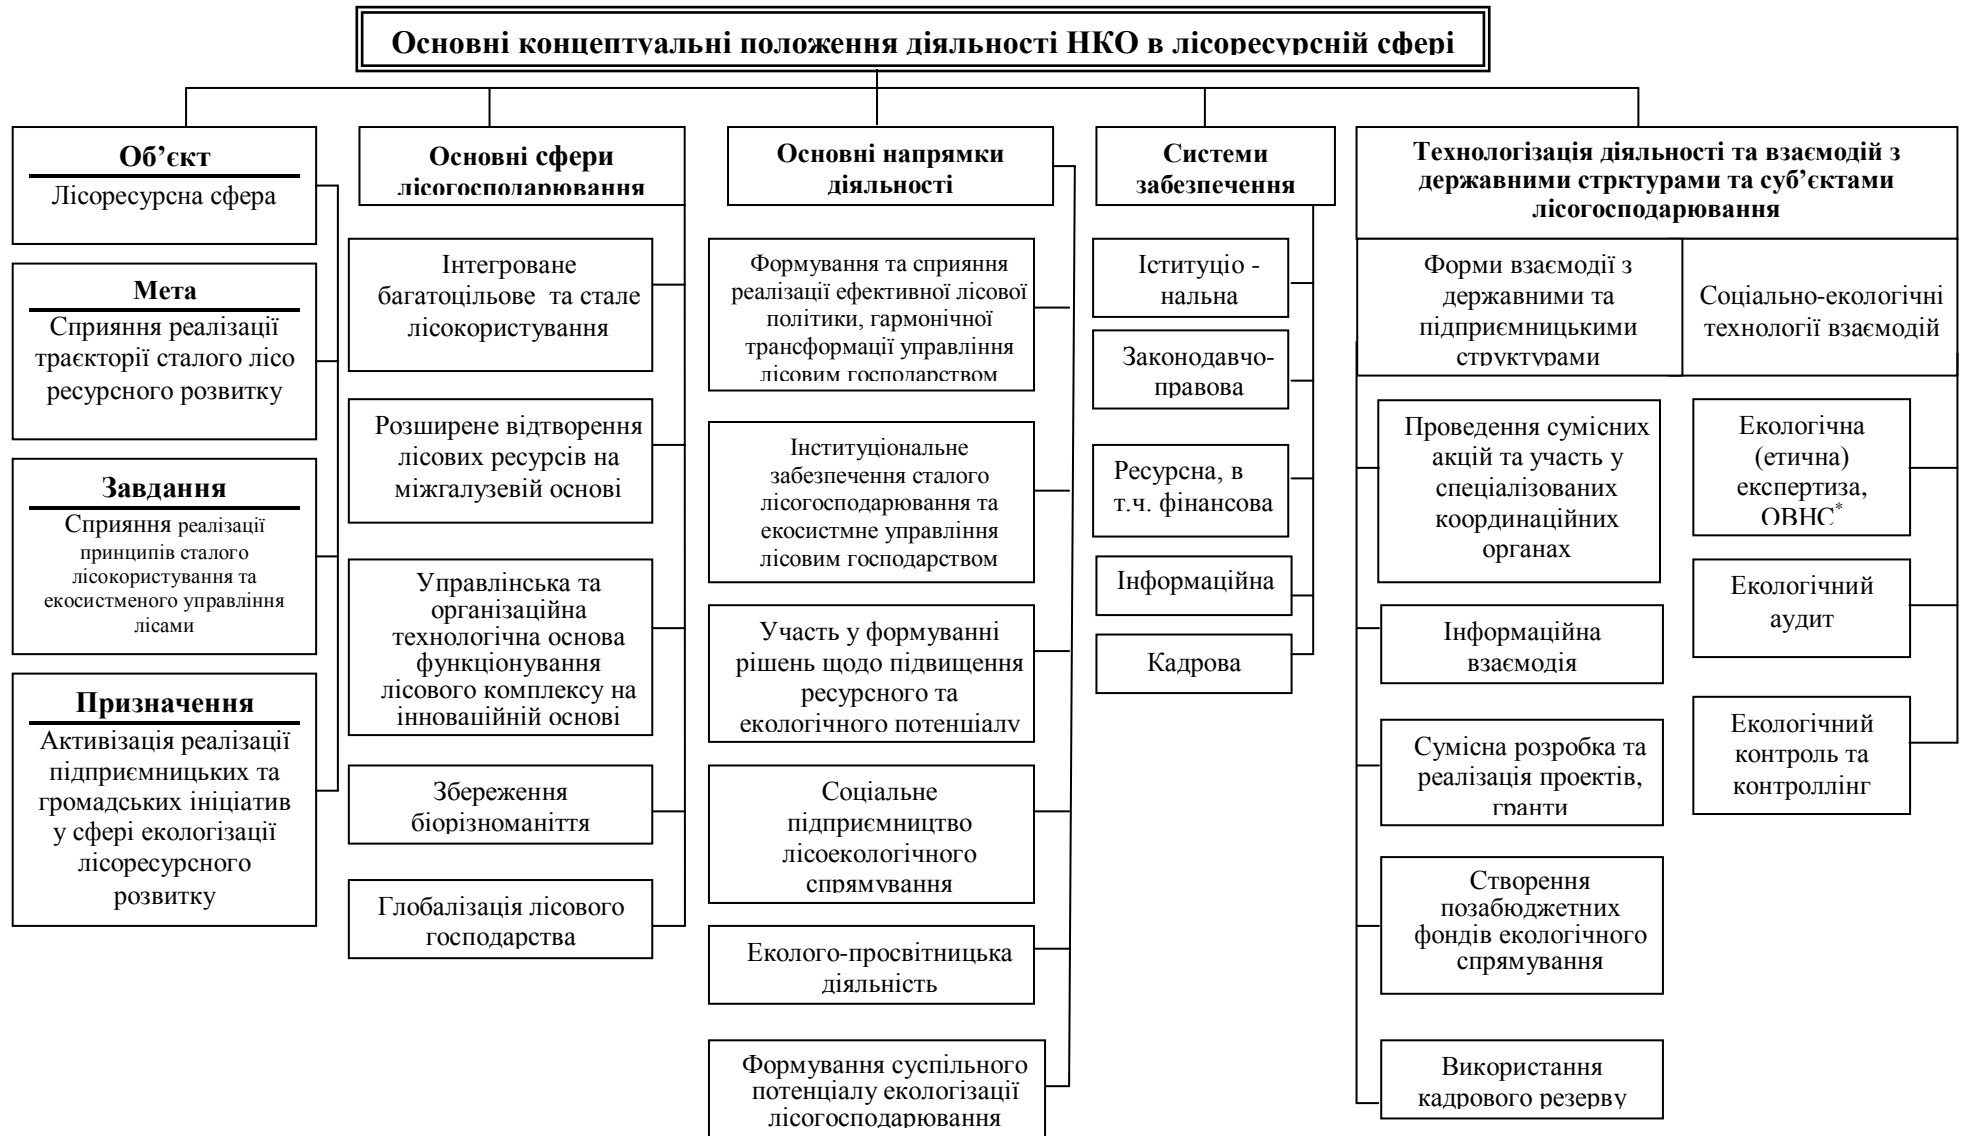 Основні концептуальні положення діяльності НКО в лісоресурсній сфері
Об’єкт
Лісоресурсна сфера
Мета
Сприяння реалізації
траєкторії сталого лісо
ресурсного розвитку
Завдання
Сприяння реалізації
принципів сталого
лісокористування та
екосистменого управління
лісами
Призначення
Активізація реалізації
підприємницьких та
громадських ініціатив
у сфері екологізації
лісоресурсного
розвитку
Основні сфери
лісогосподарювання
Інтегроване
багатоцільове та стале
лісокористування
Розширене відтворення
лісових ресурсів на
міжгалузевій основі
Управлінська та
організаційна
технологічна основа
функціонування
лісового комплексу на
інноваційній основі
Збереження
біорізноманіття
Глобалізація лісового
господарства
Основні напрямки
діяльності
Формування та сприяння
реалізації ефективної лісової
політики, гармонічної
трансформації управління
лісовим господарством
Інституціональне
забезпечення сталого
лісогосподарювання та
екосистмне управління
лісовим господарством
Участь у формуванні
рішень щодо підвищення
ресурсного та
екологічного потенціалу
Соціальне
підприємництво
лісоекологічного
спрямування
Еколого-просвітницька
діяльність
Формування суспільного
потенціалу екологізації
лісогосподарювання
Системи
забезпечення
Іституціо -
нальна
Законодавчо-
правова
Ресурсна, в
т.ч. фінансова
Інформаційна
Кадрова
Технологізація діяльності та взаємодій з
державними стрктурами та суб’єктами
лісогосподарювання
Форми взаємодії з
державними та
підприємницькими
структурами
Проведення сумісних
акцій та участь у
спеціалізованих
координаційних
органах
Інформаційна
взаємодія
Сумісна розробка та
реалізація проектів,
гранти
Створення
позабюджетних
фондів екологічного
спрямування
Використання
кадрового резерву
Соціально-екологічні
технології взаємодій
Екологічна
(етична)
експертиза,
ОВНС*
Екологічний
аудит
Екологічний
контроль та
контроллінг